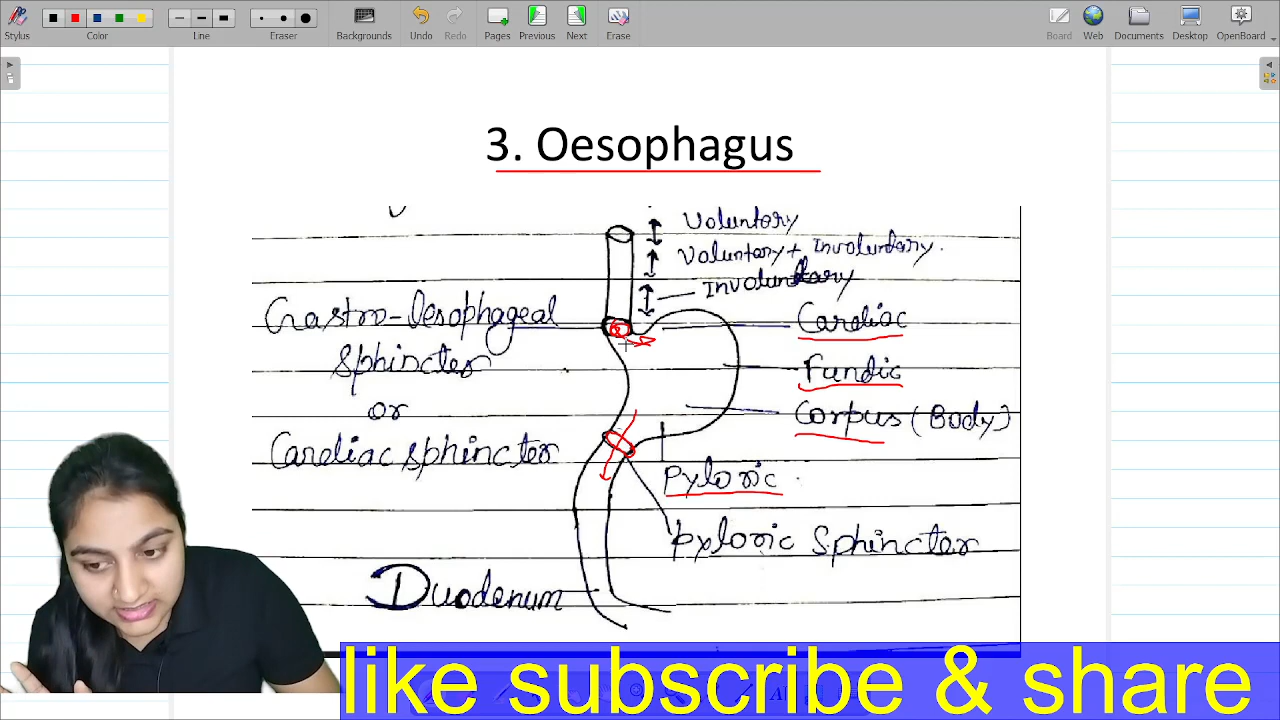 Stylus
Color
Line
Eraser
Backgrounds
Undo
Redo
Pages
Previous
Next
Erase
Board
Web
Documents
Desktop
OpenBoard
3. Oesophagus
Voluntary
Voluntary + Involuntary.
Involuntary
Gastro-Oesophageal
Sphincter
or
Cardiac sphincter
Cardiac
Fundic
Corpus (Body)
Pyloric
Pyloric Sphincter
Duodenum
like subscribe & share